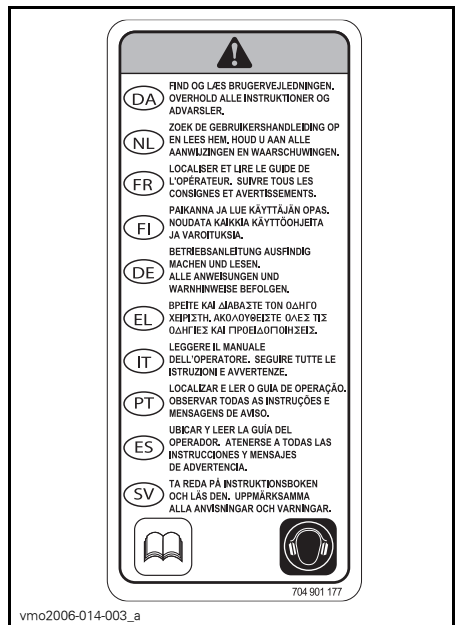 DA
FIND OG LÆS BRUGERVEJLEDNINGEN.
OVERHOLD ALLE INSTRUKTIONER OG
ADVARSLER.
NL
ZOEK DE GEBRUIKERSHANDLEIDING OP
EN LEES HEM. HOUD U AAN ALLE
AANWIJZINGEN EN WAARSCHUWINGEN.
FR
LOCALISER ET LIRE LE GUIDE DE
L'OPÉRATEUR. SUIVRE TOUS LES
CONSIGNES ET AVERTISSEMENTS.
FI
PAIKANNA JA LUE KÄYTTÄJÄN OPAS.
NOUDATA KAIKKIA KÄYTTÖOHJEITA
JA VAROITUKSIA.
DE
BETRIEBSANLEITUNG AUSFINDIG
MACHEN UND LESEN.
ALLE ANWEISUNGEN UND
WARNHINWEISE BEFOLGEN.
EL
ΒΡΕΙΤΕ ΚΑΙ ΔΙΑΒΑΣΤΕ ΤΟΝ ΟΔΗΓΟ
ΧΕΙΡΙΣΤΗ. ΑΚΟΛΟΥΘΕΙΣΤΕ ΟΛΕΣ ΤΙΣ
ΟΔΗΓΙΕΣ ΚΑΙ ΠΡΟΕΙΔΟΠΟΙΗΣΕΙΣ.
IT
LEGGERE IL MANUALE
DELL'OPERATORE. SEGUIRE TUTTE LE
ISTRUZIONI E AVVERTENZE.
PT
LOCALIZAR E LER O GUIA DE OPERAÇÃO.
OBSERVAR TODAS AS INSTRUÇÕES E
MENSAGENS DE AVISO.
ES
UBICAR Y LEER LA GUÍA DEL
OPERADOR. ATENERSE A TODAS LAS
INSTRUCCIONES Y MENSAJES
DE ADVERTENCIA.
SV
TA REDA PÅ INSTRUKTIONSBOKEN
OCH LÄS DEN. UPPMÄRKSAMMA
ALLA ANVISNINGAR OCH VARNINGAR.
704 901 177
vmo2006-014-003_a